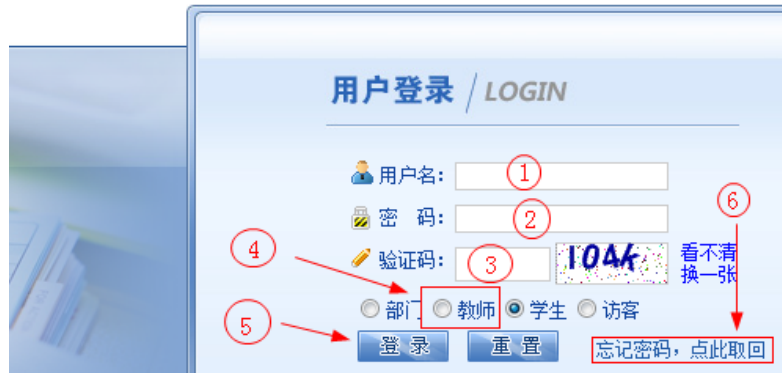 用户登录 / LOGIN
用户名： ①
⑥
密 码： ②
④
验证码： ③ 104k 看不清
换一张
部门 教师 学生 访客
⑤
登 录 重 置 忘记密码，点此取回